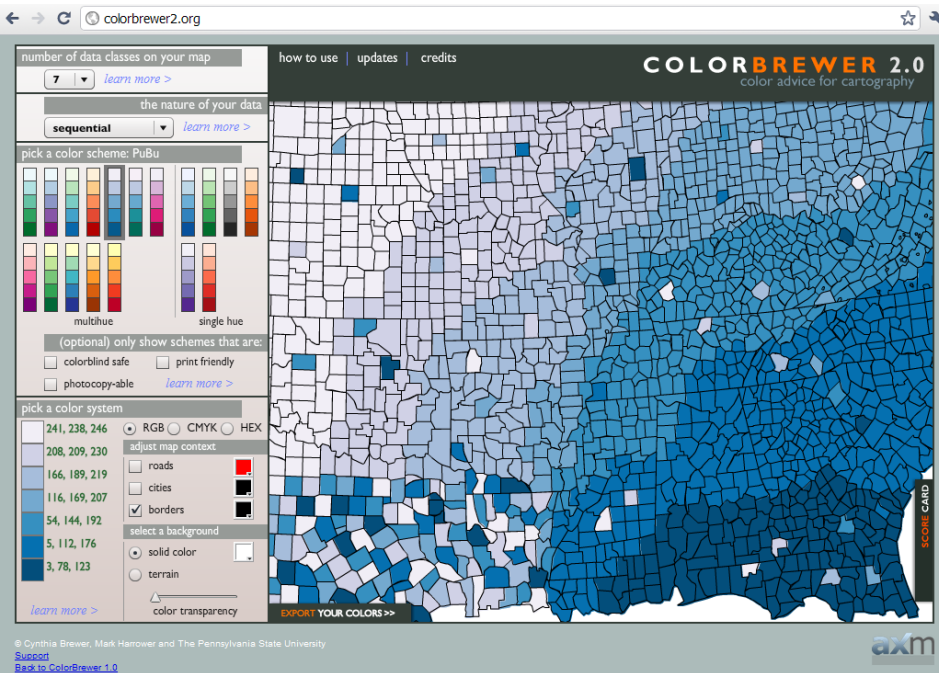 colorbrewer2.org
number of data classes on your map
7
learn more >
the nature of your data
sequential
learn more >
pick a color scheme: PuBu
multihue
single hue
(optional) only show schemes that are:
colorblind safe
print friendly
photocopy-able
learn more >
pick a color system
241, 238, 246
208, 209, 230
166, 189, 219
116, 169, 207
54, 144, 192
5, 112, 176
3, 78, 123
learn more >
RGB CMYK HEX
adjust map context
roads
cities
borders
select a background
solid color
terrain
color transparency
how to use | updates | credits
COLORBREWER 2.0
color advice for cartography
SCORE CARD
EXPORT YOUR COLORS >>
© Cynthia Brewer, Mark Harrower and The Pennsylvania State University
Support
Back to ColorBrewer 1.0
axm